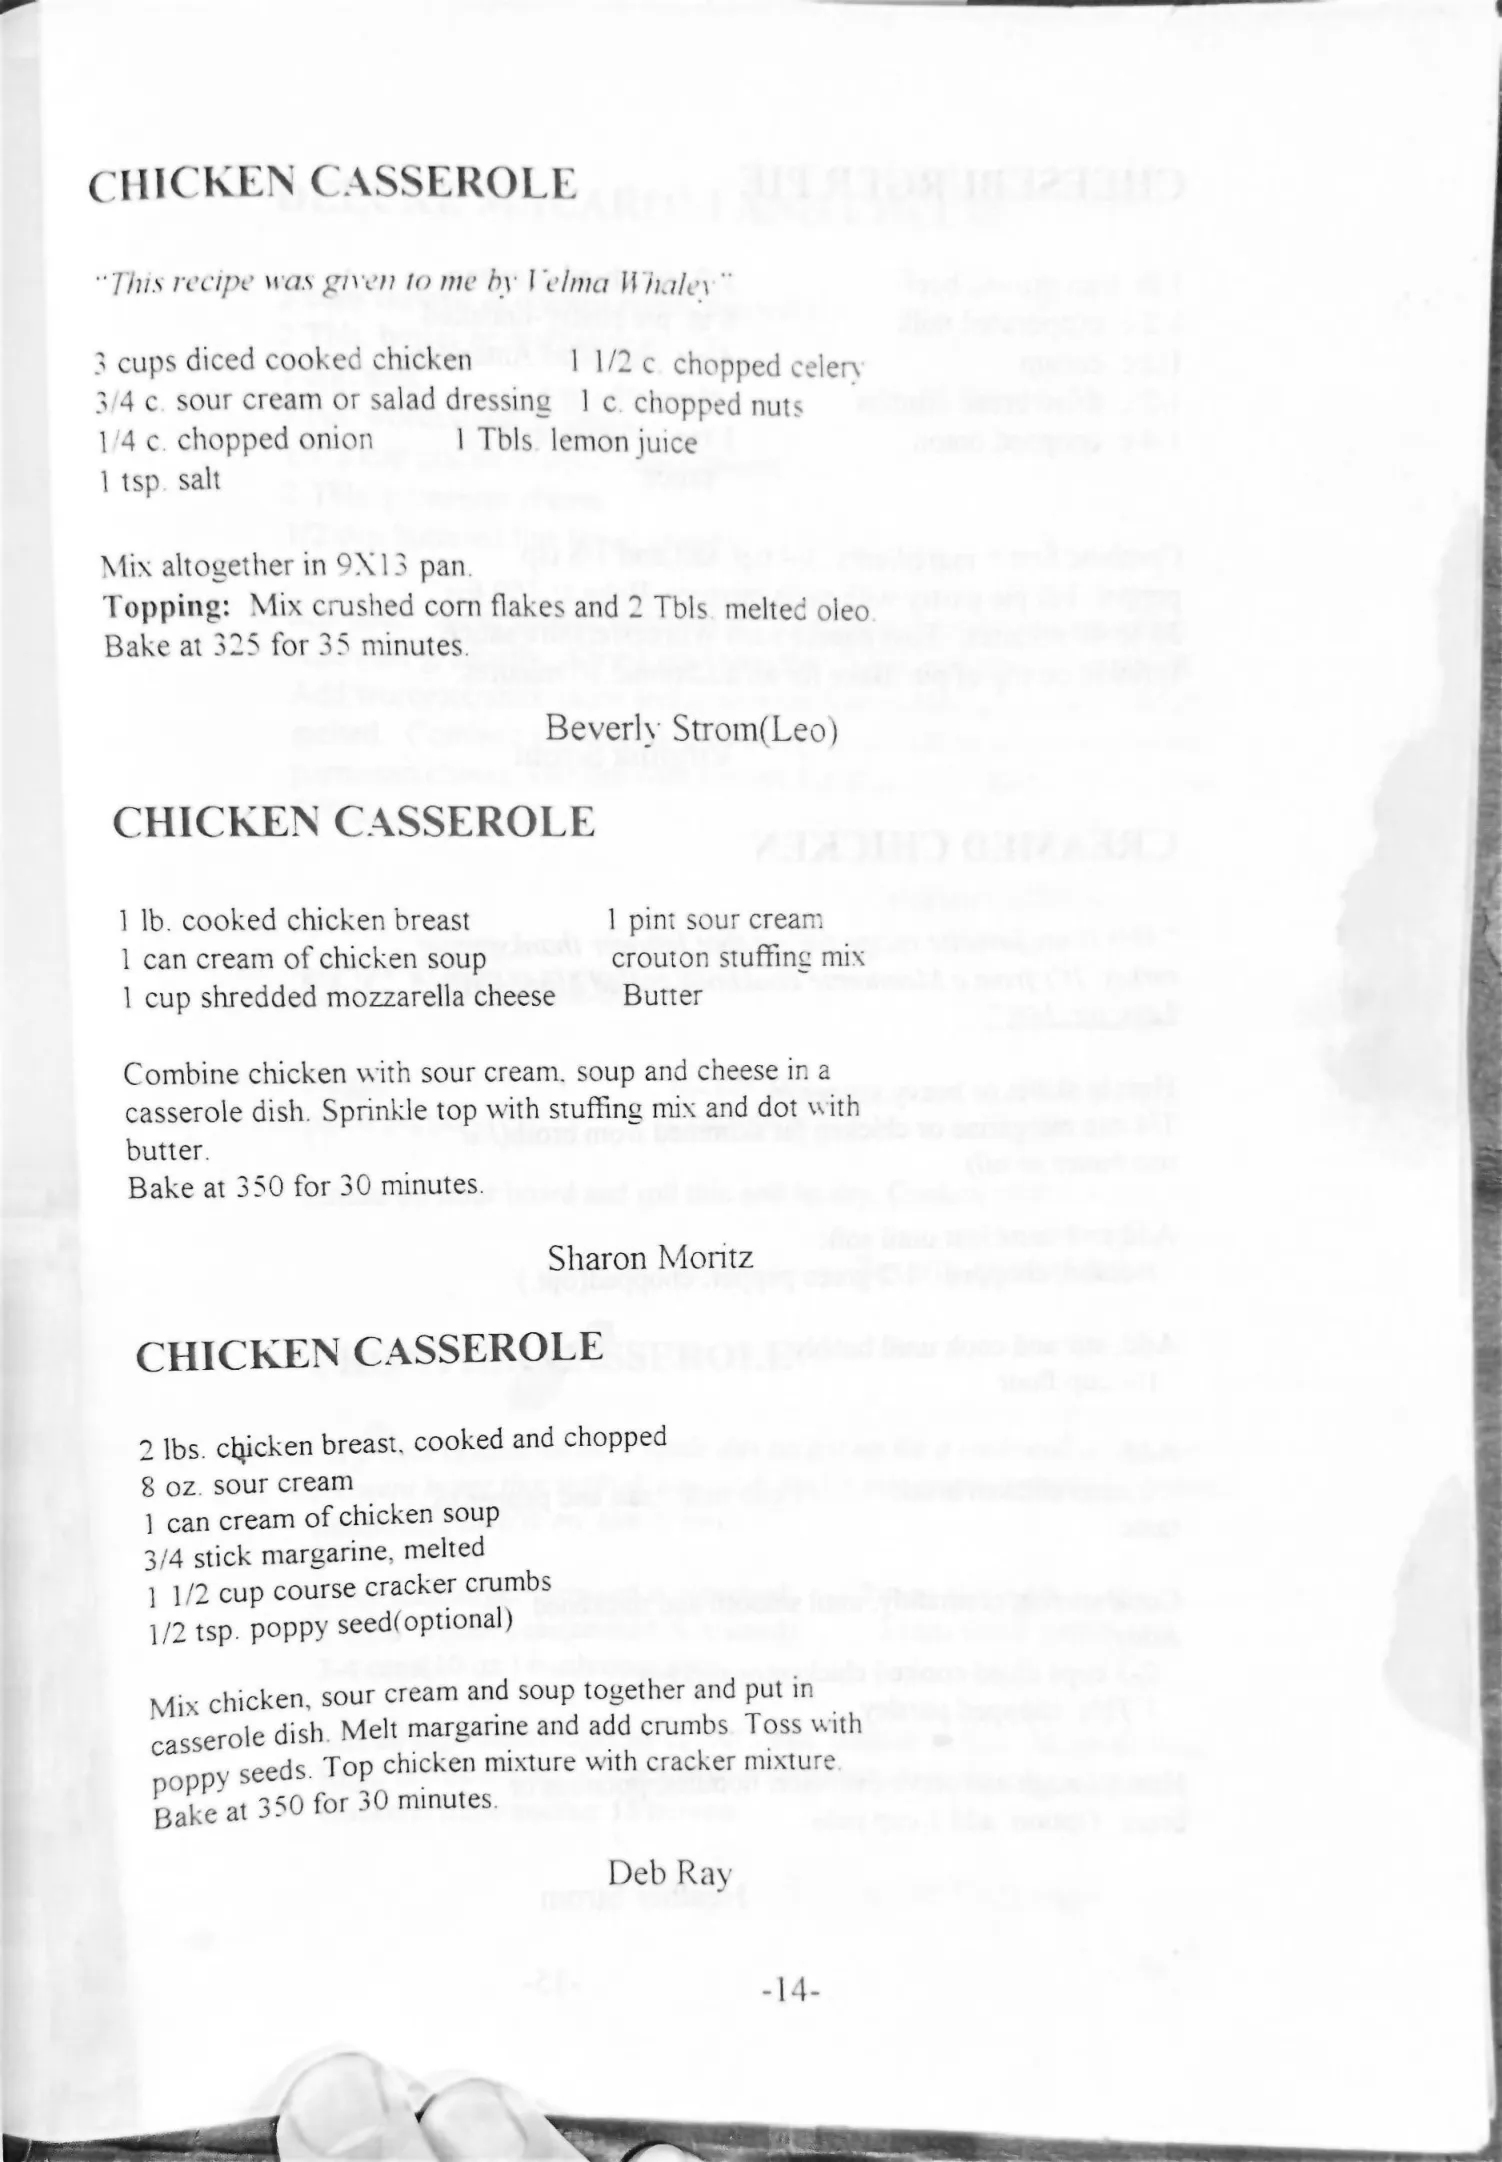 CHICKEN CASSEROLE
"This recipe was given to me by Velma Whaley"
3 cups diced cooked chicken 1 1/2 c. chopped celery
3/4 c. sour cream or salad dressing 1 c. chopped nuts
1/4 c. chopped onion 1 Tbls. lemon juice
1 tsp. salt
Mix altogether in 9X13 pan.
Topping: Mix crushed corn flakes and 2 Tbls. melted oleo.
Bake at 325 for 35 minutes.
Beverly Strom(Leo)
CHICKEN CASSEROLE
1 lb. cooked chicken breast 1 pint sour cream
1 can cream of chicken soup crouton stuffing mix
1 cup shredded mozzarella cheese Butter
Combine chicken with sour cream, soup and cheese in a
casserole dish. Sprinkle top with stuffing mix and dot with
butter.
Bake at 350 for 30 minutes.
Sharon Moritz
CHICKEN CASSEROLE
2 lbs. chicken breast, cooked and chopped
8 oz. sour cream
1 can cream of chicken soup
3/4 stick margarine, melted
1 1/2 cup course cracker crumbs
1/2 tsp. poppy seed(optional)
Mix chicken, sour cream and soup together and put in
casserole dish. Melt margarine and add crumbs. Toss with
poppy seeds. Top chicken mixture with cracker mixture.
Bake at 350 for 30 minutes.
Deb Ray
-14-